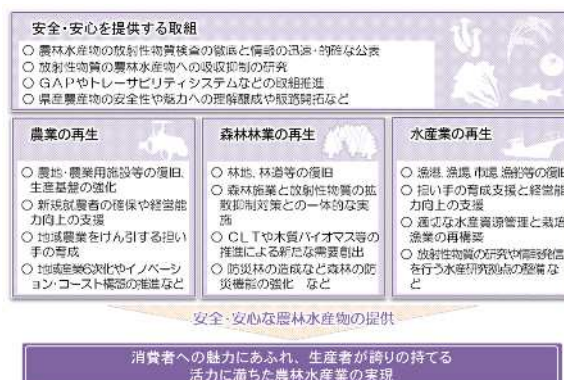 安全・安心を提供する取組
○ 農林水産物の放射性物質検査の徹底と情報の迅速・的確な公表
○ 放射性物質の農林水産物への吸収抑制の研究
○ GAPやトレーサビリティシステムなどの取組推進
○ 県産農産物の安全性や魅力への理解醸成や販路開拓など
農業の再生
○ 農地・農業用施設等の復旧、
生産基盤の強化
○ 新規就農者の確保や経営能
力向上の支援
○ 地域農業をけん引する担い
手の育成
○ 地域産業6次化やイノベーシ
ョン・コースト構想の推進など
森林林業の再生
○ 林地、林道等の復旧
○ 森林施業と放射性物質の拡
散抑制対策との一体的な実
施
○ CLTや木質バイオマス等の
推進による新たな需要創出
○ 防災林の造成など森林の防
災機能の強化 など
水産業の再生
○ 漁港、漁場、市場、漁船等の復旧
○ 担い手の育成支援と経営能
力向上の支援
○ 適切な水産資源管理と栽培
漁業の再構築
○ 放射性物質の研究や情報発信
を行う水産研究拠点の整備な
ど
安全・安心な農林水産物の提供
消費者への魅力にあふれ、生産者が誇りの持てる
活力に満ちた農林水産業の実現